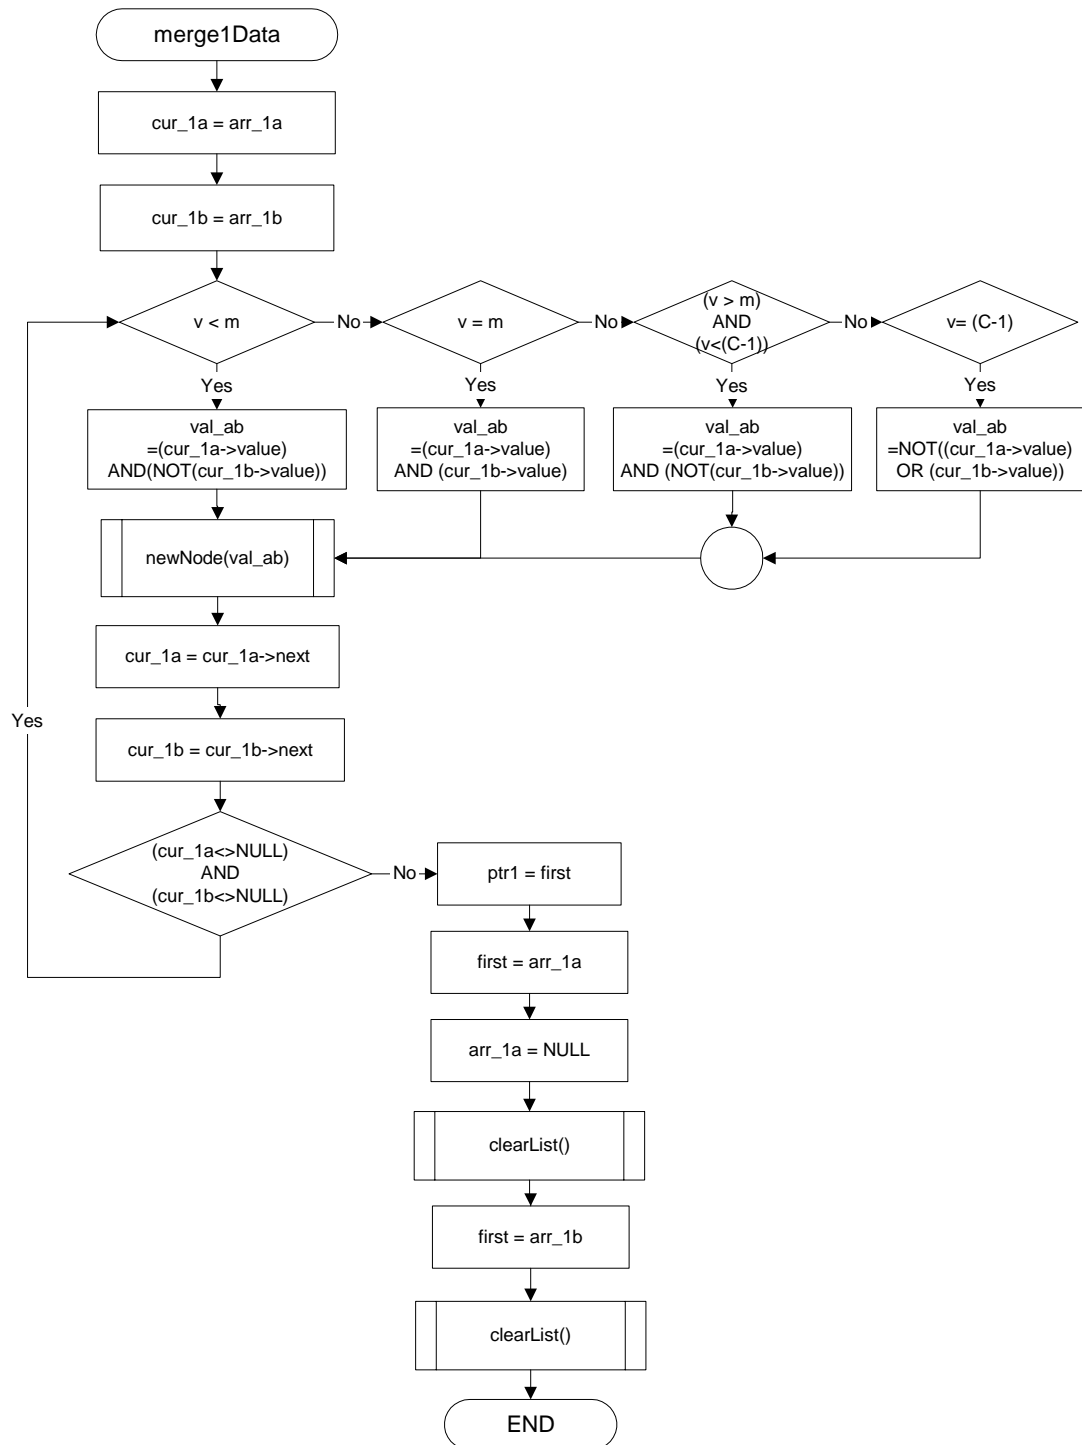 merge1Data
cur_1a = arr_1a
cur_1b = arr_1b
v < m
No
v = m
No
(v > m)
AND
(v<(C-1))
No
v= (C-1)
Yes
Yes
Yes
Yes
val_ab
=(cur_1a->value)
AND(NOT(cur_1b->value))
val_ab
=(cur_1a->value)
AND (cur_1b->value)
val_ab
=(cur_1a->value)
AND (NOT(cur_1b->value))
val_ab
=NOT((cur_1a->value)
OR (cur_1b->value))
newNode(val_ab)
cur_1a = cur_1a->next
Yes
cur_1b = cur_1b->next
(cur_1a<>NULL)
AND
(cur_1b<>NULL)
No
ptr1 = first
first = arr_1a
arr_1a = NULL
clearList()
first = arr_1b
clearList()
END